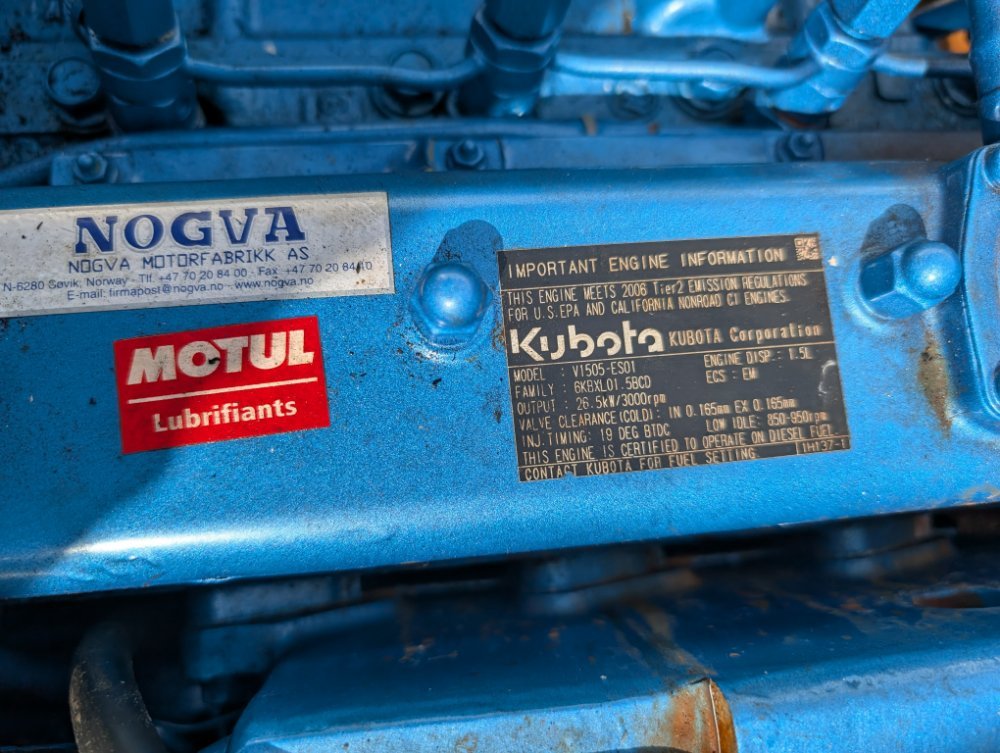 NOGVA
NOGVA MOTORFABRIKK AS
N-6280 Søvik, Norway - Tlf. +47 70 20 84 00 - Fax +47 70 20 84 10
E-mail: firmapost@nogva.no - www.nogva.no
MOTUL
Lubrifiants
IMPORTANT ENGINE INFORMATION
THIS ENGINE MEETS 2006 Tier2 EMISSION REGULATIONS
FOR U.S.EPA AND CALIFORNIA NONROAD CI ENGINES.
Kubota KUBOTA Corporation
MODEL : V1505-ES01 ENGINE DISP.: 1.5L
FAMILY : 6KBXL01.5BCD ECS : EM
OUTPUT : 26.5kW/3000rpm
VALVE CLEARANCE(COLD): IN 0.165mm EX 0.165mm
INJ.TIMING: 19 DEG BTDC LOW IDLE: 850-950rpm
THIS ENGINE IS CERTIFIED TO OPERATE ON DIESEL FUEL.
CONTACT KUBOTA FOR FUEL SETTING. 1H137-1